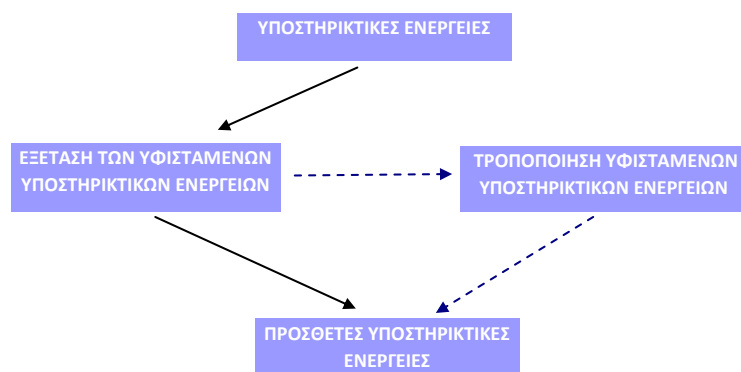 ΥΠΟΣΤΗΡΙΚΤΙΚΕΣ ΕΝΕΡΓΕΙΕΣ
ΕΞΕΤΑΣΗ ΤΩΝ ΥΦΙΣΤΑΜΕΝΩΝ
ΥΠΟΣΤΗΡΙΚΤΙΚΩΝ ΕΝΕΡΓΕΙΩΝ
ΤΡΟΠΟΠΟΙΗΣΗ ΥΦΙΣΤΑΜΕΝΩΝ
ΥΠΟΣΤΗΡΙΚΤΙΚΩΝ ΕΝΕΡΓΕΙΩΝ
ΠΡΟΣΘΕΤΕΣ ΥΠΟΣΤΗΡΙΚΤΙΚΕΣ
ΕΝΕΡΓΕΙΕΣ